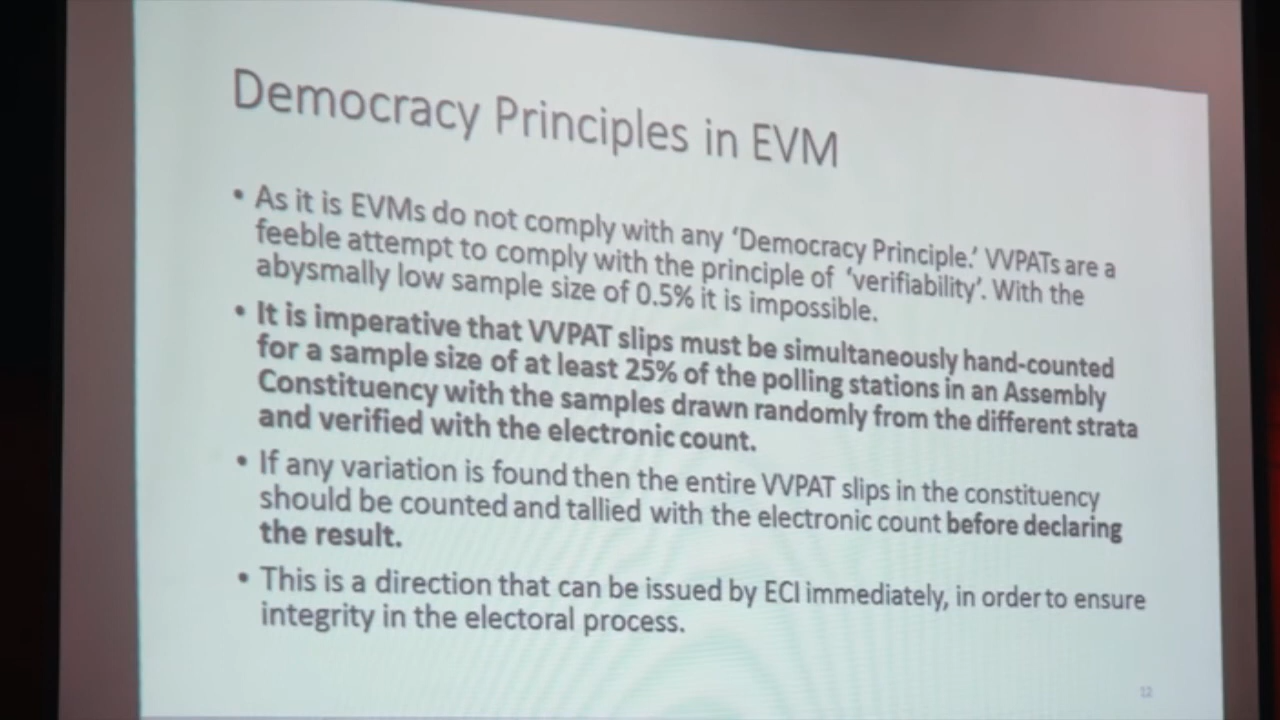 Democracy Principles in EVM
• As it is EVMs do not comply with any ‘Democracy Principle.’ VVPATs are a
feeble attempt to comply with the principle of ‘verifiability’. With the
abysmally low sample size of 0.5% it is impossible.
• It is imperative that VVPAT slips must be simultaneously hand-counted
for a sample size of at least 25% of the polling stations in an Assembly
Constituency with the samples drawn randomly from the different strata
and verified with the electronic count.
• If any variation is found then the entire VVPAT slips in the constituency
should be counted and tallied with the electronic count before declaring
the result.
• This is a direction that can be issued by ECI immediately, in order to ensure
integrity in the electoral process.
12